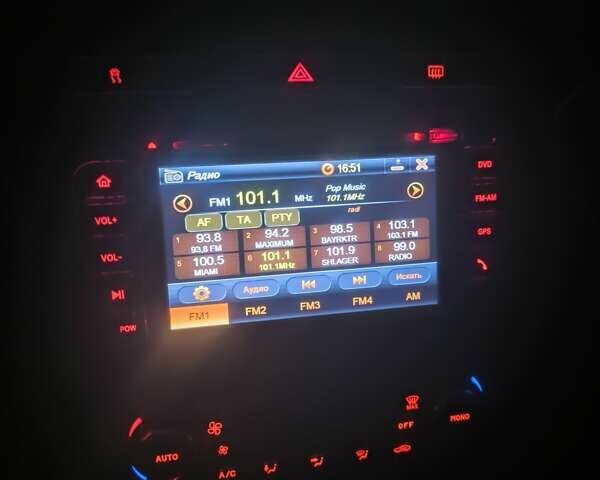 Радио
16:51
FM1 101.1 MHz
Pop Music
101.1MHz
radi
AF TA PTY
1 93.8
93,8 FM
2 94.2
MAXIMUM
3 98.5
BAYRKTR
4 103.1
103.1 FM
5 100.5
MIAMI
6 101.1
101.1MHz
7 101.9
SHLAGER
8 99.0
RADIO
Аудио
Искать
FM1 FM2 FM3 FM4 AM
VOL+
VOL-
POW
DVD
FM-AM
GPS
MAX
OFF
AUTO
MONO
A/C